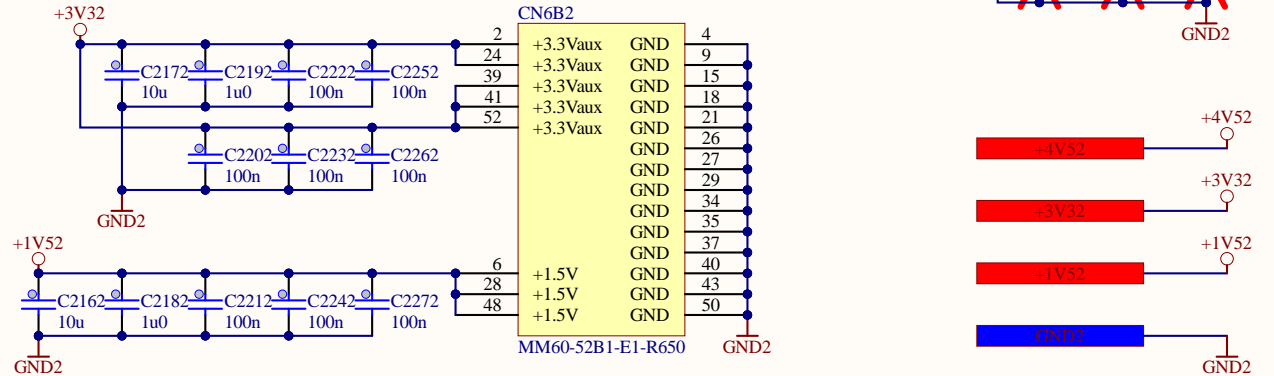 +3V32
CN6B2
GND2
2 +3.3Vaux GND 4
24 +3.3Vaux GND 9
39 +3.3Vaux GND 15
41 +3.3Vaux GND 18
52 +3.3Vaux GND 21
GND 26
GND 27
GND 29
GND 34
GND 35
GND 37
6 +1.5V GND 40
28 +1.5V GND 43
48 +1.5V GND 50
MM60-52B1-E1-R650
GND2
C2172 C2192 C2222 C2252
10u 1u0 100n 100n
C2202 C2232 C2262
100n 100n 100n
GND2
+1V52
C2162 C2182 C2212 C2242 C2272
10u 1u0 100n 100n 100n
GND2
+4V52
+4V52
+3V32
+3V32
+1V52
+1V52
GND2
GND2